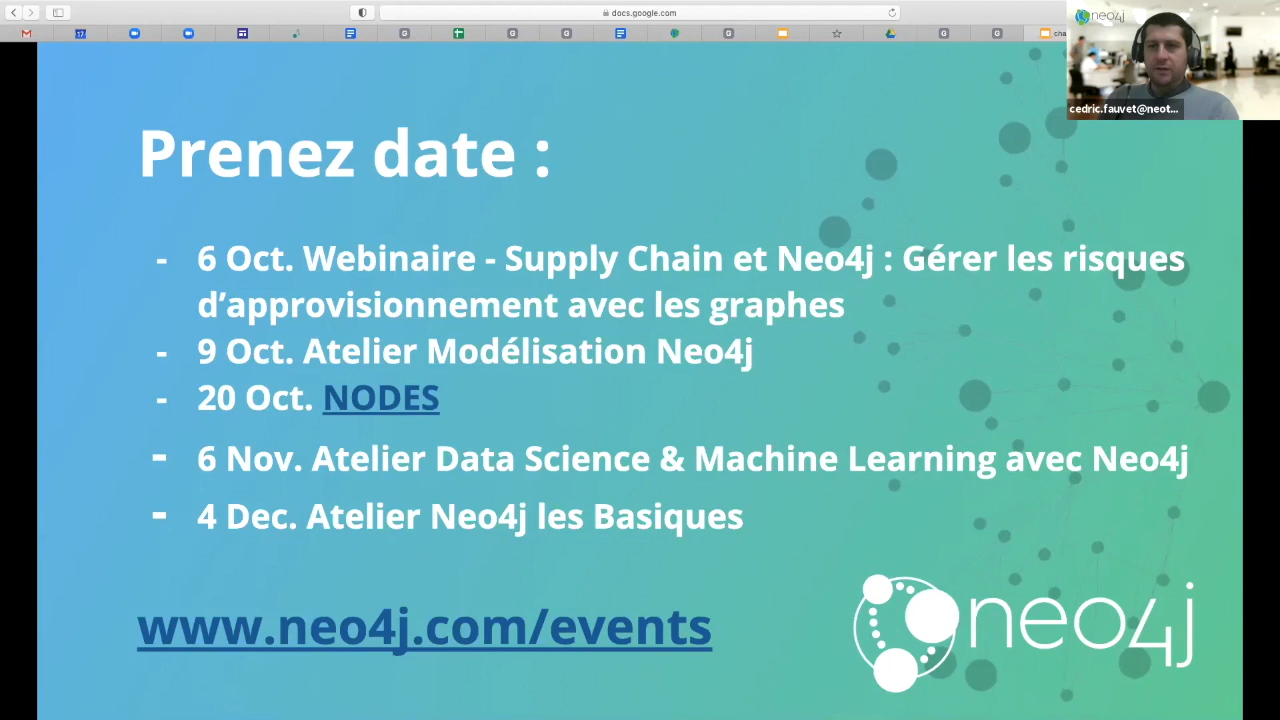 docs.google.com
17
cha
neo4j
cedric.fauvet@neot...
Prenez date :
- 6 Oct. Webinaire - Supply Chain et Neo4j : Gérer les risques
d’approvisionnement avec les graphes
- 9 Oct. Atelier Modélisation Neo4j
- 20 Oct. NODES
- 6 Nov. Atelier Data Science & Machine Learning avec Neo4j
- 4 Dec. Atelier Neo4j les Basiques
www.neo4j.com/events
neo4j